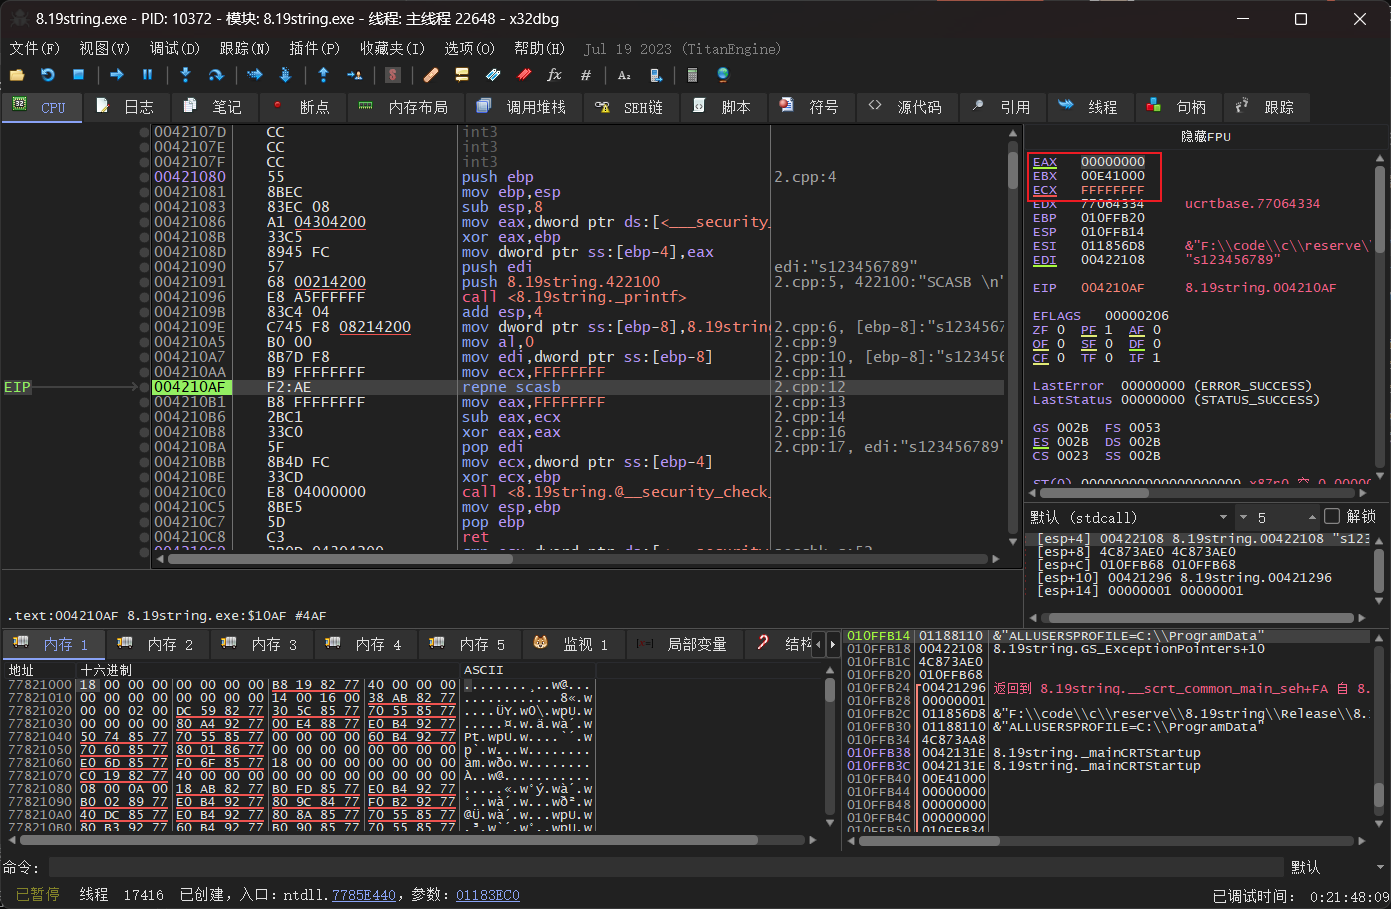 8.19string.exe - PID: 10372 - 模块: 8.19string.exe - 线程: 主线程 22648 - x32dbg
文件(F) 视图(V) 调试(D) 跟踪(N) 插件(P) 收藏夹(I) 选项(O) 帮助(H) Jul 19 2023 (TitanEngine)
CPU 日志 笔记 断点 内存布局 调用堆栈 SEH链 脚本 符号 源代码 引用 线程 句柄 跟踪
0042107D CC int3
0042107E CC int3
0042107F CC int3
00421080 55 push ebp 2.cpp:4
00421081 8BEC mov ebp,esp
00421083 83EC 08 sub esp,8
00421086 A1 04304200 mov eax,dword ptr ds:[<___security_
0042108B 33C5 xor eax,ebp
0042108D 8945 FC mov dword ptr ss:[ebp-4],eax
00421090 57 push edi edi:"s123456789"
00421091 68 00214200 push 8.19string.422100 2.cpp:5, 422100:"SCASB \n"
00421096 E8 A5FFFFFF call <8.19string._printf>
0042109B 83C4 04 add esp,4
0042109E C745 F8 08214200 mov dword ptr ss:[ebp-8],8.19string 2.cpp:6, [ebp-8]:"s1234567
004210A5 B0 00 mov al,0 2.cpp:9
004210A7 8B7D F8 mov edi,dword ptr ss:[ebp-8] 2.cpp:10, [ebp-8]:"s123456
004210AA B9 FFFFFFFF mov ecx,FFFFFFFF 2.cpp:11
EIP 004210AF F2:AE repne scasb 2.cpp:12
004210B1 B8 FFFFFFFF mov eax,FFFFFFFF 2.cpp:13
004210B6 2BC1 sub eax,ecx 2.cpp:14
004210B8 33C0 xor eax,eax 2.cpp:16
004210BA 5F pop edi 2.cpp:17, edi:"s123456789"
004210BB 8B4D FC mov ecx,dword ptr ss:[ebp-4]
004210BE 33CD xor ecx,ebp
004210C0 E8 04000000 call <8.19string.@__security_check_
004210C5 8BE5 mov esp,ebp
004210C7 5D pop ebp
004210C8 C3 ret
隐藏FPU
EAX 00000000
EBX 00E41000
ECX FFFFFFFF
EDX 77064334 ucrtbase.77064334
EBP 010FFB20
ESP 010FFB14
ESI 011856D8 &"F:\\code\\c\\reserve\
EDI 00422108 "s123456789"
EIP 004210AF 8.19string.004210AF
EFLAGS 00000206
ZF 0 PF 1 AF 0
OF 0 SF 0 DF 0
CF 0 TF 0 IF 1
LastError 00000000 (ERROR_SUCCESS)
LastStatus 00000000 (STATUS_SUCCESS)
GS 002B FS 0053
ES 002B DS 002B
CS 0023 SS 002B
默认 (stdcall) 5 解锁
[esp+4] 00422108 8.19string.00422108 "s123
[esp+8] 4C873AE0 4C873AE0
[esp+C] 010FFB68 010FFB68
[esp+10] 00421296 8.19string.00421296
[esp+14] 00000001 00000001
.text:004210AF 8.19string.exe:$10AF #4AF
内存 1 内存 2 内存 3 内存 4 内存 5 监视 1 局部变量 结构
地址 十六进制 ASCII
77821000 18 00 00 00 00 00 00 00 B8 19 82 77 40 00 00 00 ........¸..w@...
77821010 00 00 00 00 00 00 00 00 14 00 16 00 38 AB 82 77 ............8«.w
77821020 00 00 02 00 DC 59 82 77 30 5C 85 77 70 55 85 77 ....ÜY.w0\.wpU.w
77821030 00 00 00 00 80 A4 92 77 00 E4 88 77 E0 B4 92 77 .....¤.w.ä.wà´.w
77821040 50 74 85 77 70 55 85 77 00 00 00 00 60 B4 92 77 Pt.wpU.w....`´.w
77821050 70 60 85 77 80 01 86 77 00 00 00 00 00 00 00 00 p`.w...w........
77821060 E0 6D 85 77 F0 6F 85 77 18 00 00 00 00 00 00 00 àm.wðo.w........
77821070 C0 19 82 77 40 00 00 00 00 00 00 00 00 00 00 00 À..w@...........
77821080 08 00 0A 00 18 AB 82 77 B0 FD 85 77 E0 B4 92 77 .....«.w°ý.wà´.w
77821090 B0 02 89 77 E0 B4 92 77 80 9C 84 77 F0 B2 92 77 °..wà´.w...wð².w
778210A0 40 DC 85 77 E0 B4 92 77 80 8A 85 77 70 55 85 77 @Ü.wà´.w...wpU.w
778210B0 80 B3 92 77 60 B4 92 77 B0 90 85 77 70 55 85 77 .³.w`´.w°..wpU.w
010FFB14 01188110 &"ALLUSERSPROFILE=C:\\ProgramData"
010FFB18 00422108 8.19string.GS_ExceptionPointers+10
010FFB1C 4C873AE0
010FFB20 010FFB68
010FFB24 00421296 返回到 8.19string.__scrt_common_main_seh+FA 自 8.
010FFB28 00000001
010FFB2C 011856D8 &"F:\\code\\c\\reserve\\8.19string\\Release\\8.1
010FFB30 01188110 &"ALLUSERSPROFILE=C:\\ProgramData"
010FFB34 4C873AA8
010FFB38 0042131E 8.19string._mainCRTStartup
010FFB3C 0042131E 8.19string._mainCRTStartup
010FFB40 00E41000
010FFB44 00000000
010FFB48 00000000
010FFB4C 00000000
010FFB50 010FFB34
命令: 默认
已暂停 线程 17416 已创建，入口：ntdll.7785E440，参数：01183EC0 已调试时间： 0:21:48:09